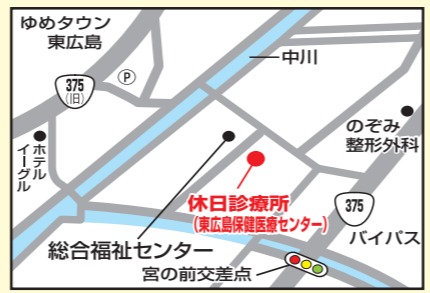 ゆめタウン
東広島
中川
375
(旧)
P
のぞみ
整形外科
ホテル
イーグル
休日診療所
(東広島保健医療センター)
375
バイパス
総合福祉センター
宮の前交差点